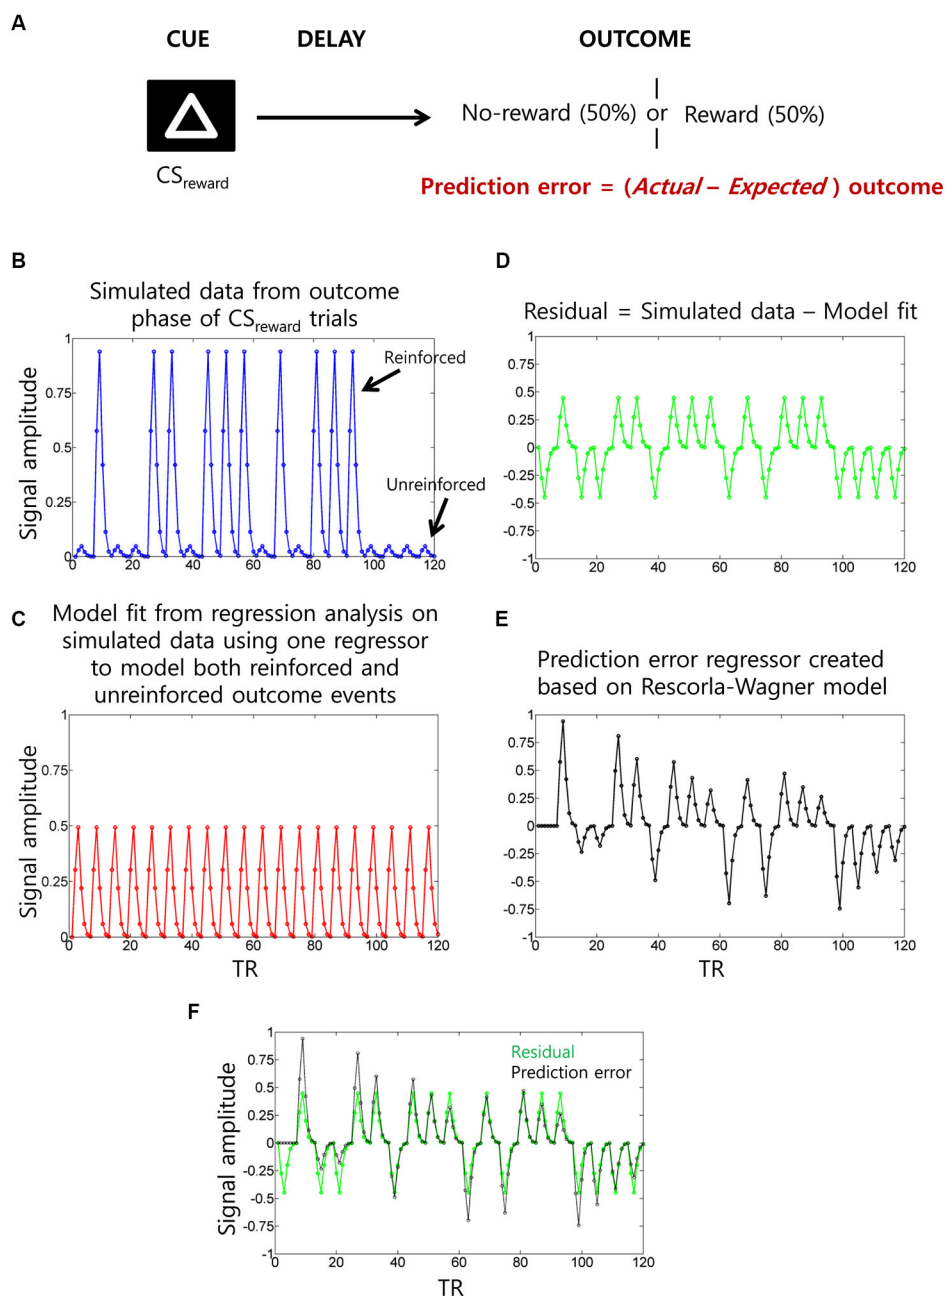 A
CUE DELAY OUTCOME
No-reward (50%) or Reward (50%)
CSreward
Prediction error = (Actual – Expected ) outcome
B
Simulated data from outcome
phase of CSreward trials
Signal amplitude
1
0.75
0.5
0.25
0
0 20 40 60 80 100 120
Reinforced
Unreinforced
C
Model fit from regression analysis on
simulated data using one regressor
to model both reinforced and
unreinforced outcome events
Signal amplitude
1
0.75
0.5
0.25
0
0 20 40 60 80 100 120
TR
D
Residual = Simulated data – Model fit
1
0.75
0.5
0.25
0
-0.25
-0.5
-0.75
-1
0 20 40 60 80 100 120
E
Prediction error regressor created
based on Rescorla-Wagner model
1
0.75
0.5
0.25
0
-0.25
-0.5
-0.75
-1
0 20 40 60 80 100 120
TR
F
Signal amplitude
1
0.75
0.5
0.25
0
-0.25
-0.5
-0.75
-1
0 20 40 60 80 100 120
Residual
Prediction error
TR